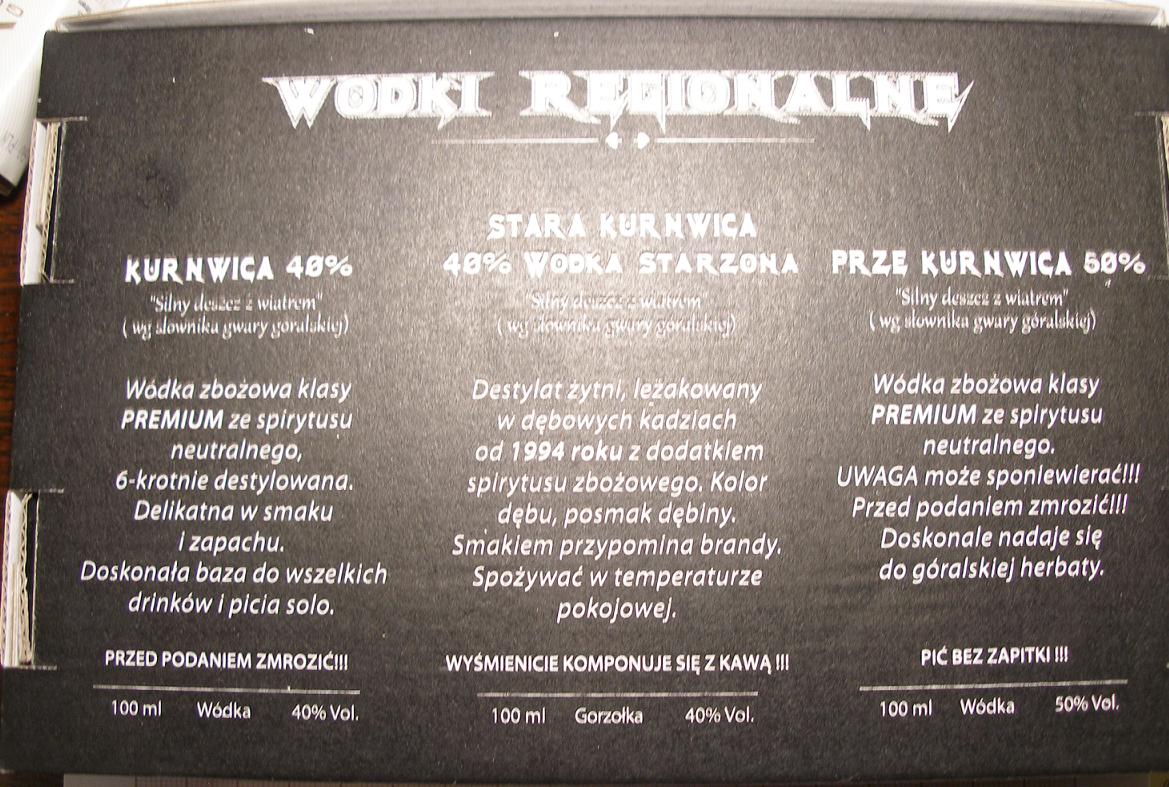 WODKI REGIONALNE
KURNWICA 40%
"Silny deszcz z wiatrem"
( wg słownika gwary góralskiej)
Wódka zbożowa klasy
PREMIUM ze spirytusu
neutralnego,
6-krotnie destylowana.
Delikatna w smaku
i zapachu.
Doskonała baza do wszelkich
drinków i picia solo.
PRZED PODANIEM ZMROZIĆ!!!
100 ml Wódka 40% Vol.
STARA KURNWICA
40% WODKA STARZONA
"Silny deszcz z wiatrem"
( wg słownika gwary góralskiej)
Destylat żytni, leżakowany
w dębowych kadziach
od 1994 roku z dodatkiem
spirytusu zbożowego. Kolor
dębu, posmak dębiny.
Smakiem przypomina brandy.
Spożywać w temperaturze
pokojowej.
WYŚMIENICIE KOMPONUJE SIĘ Z KAWĄ !!!
100 ml Gorzołka 40% Vol.
PRZE KURNWICA 50%
"Silny deszcz z wiatrem"
( wg słownika gwary góralskiej)
Wódka zbożowa klasy
PREMIUM ze spirytusu
neutralnego.
UWAGA może sponiewierać!!!
Przed podaniem zmrozić!!!
Doskonale nadaje się
do góralskiej herbaty.
PIĆ BEZ ZAPITKI !!!
100 ml Wódka 50% Vol.